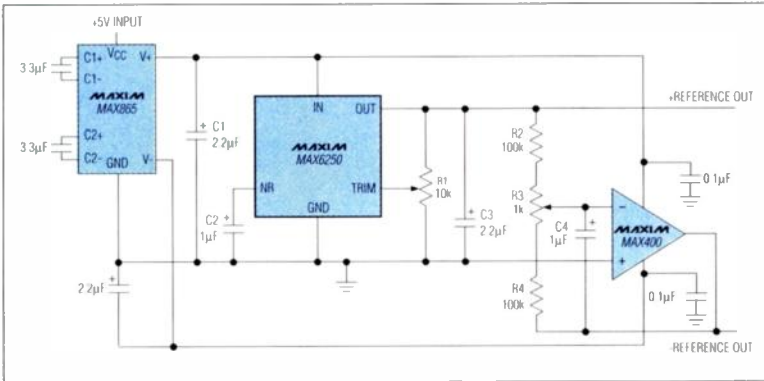 +5V INPUT
C1+
VCC
V+
C1-
3.3µF
MAXIM
MAX865
C2+
3.3µF
C2-
GND
V-
+
C1
2.2µF
IN
OUT
MAXIM
MAX6250
NR
TRIM
GND
+
C2
1µF
R1
10k
+
C3
2.2µF
R2
100k
R3
1k
+
C4
1µF
R4
100k
+REFERENCE OUT
0.1µF
-
MAXIM
MAX400
+
0.1µF
+
2.2µF
-REFERENCE OUT